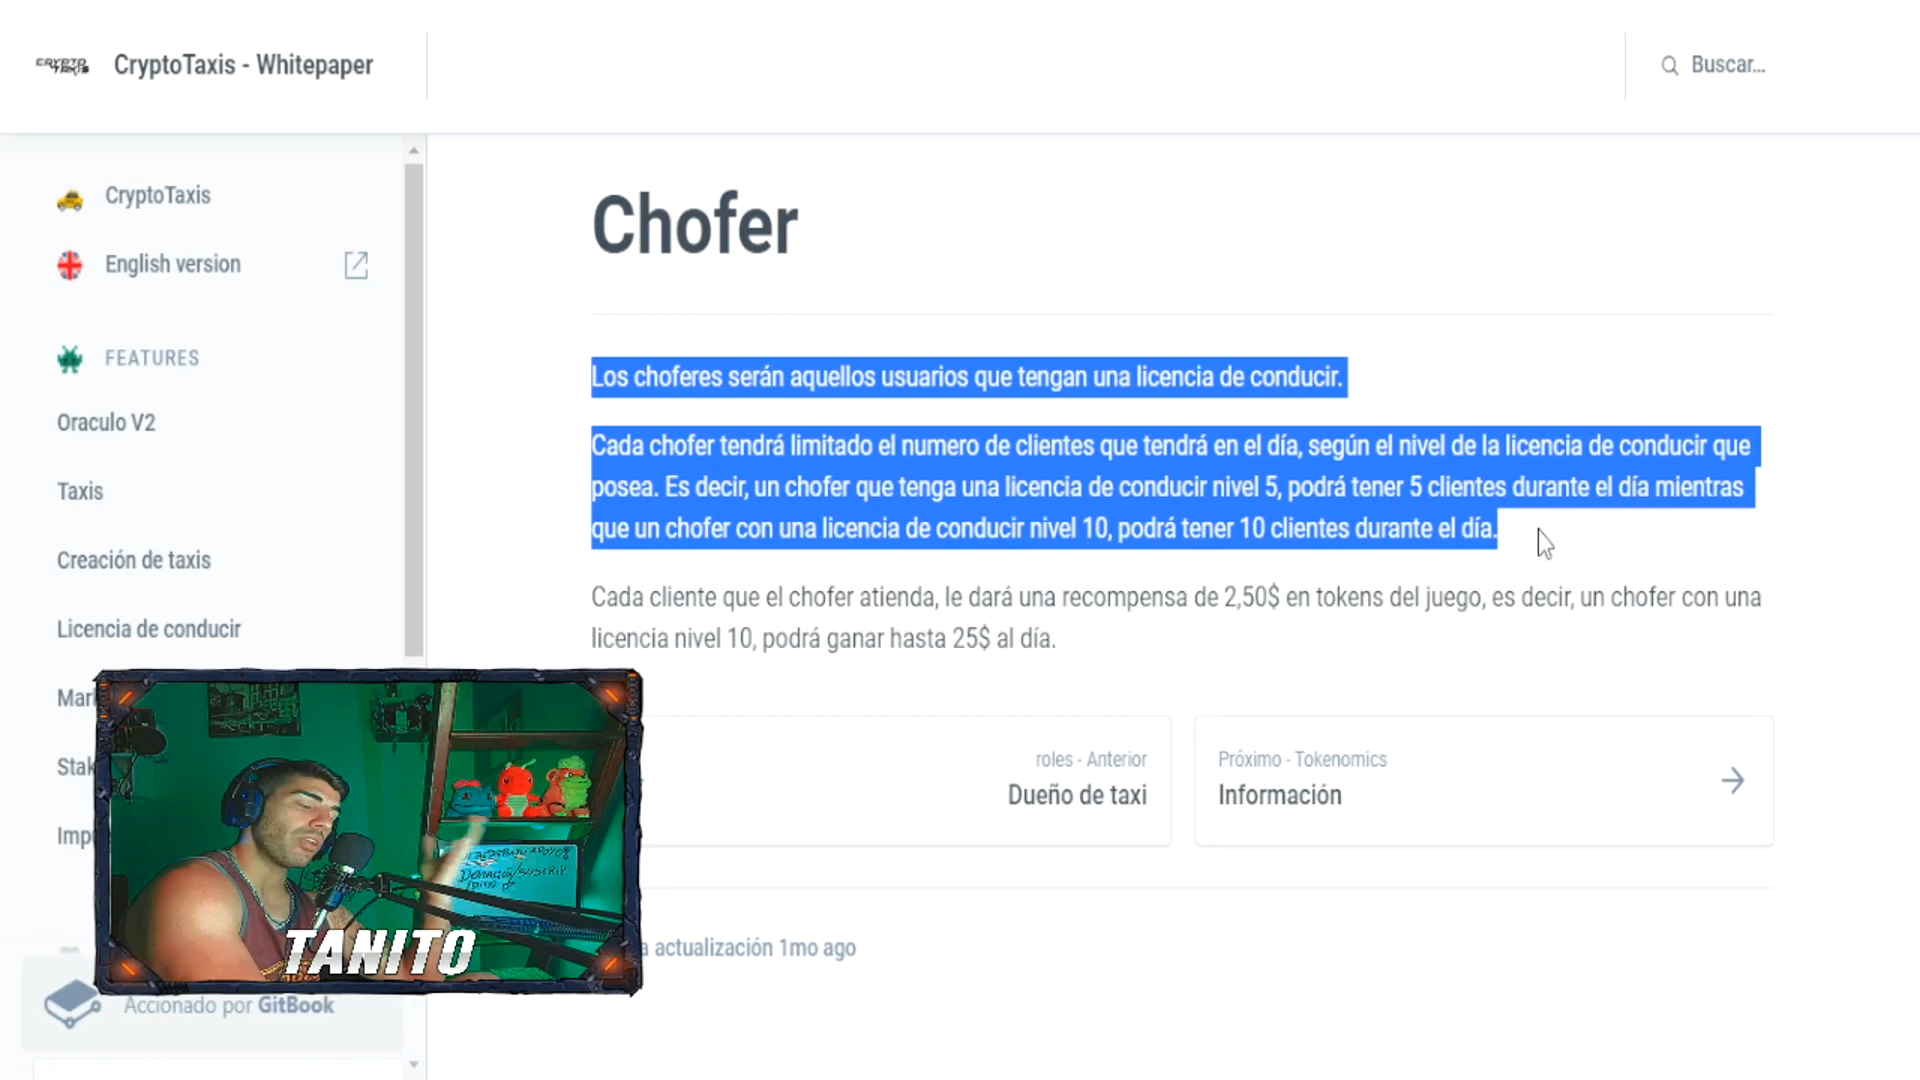 CRYPTO
TAXIS
CryptoTaxis - Whitepaper
Buscar...
CryptoTaxis
English version
FEATURES
Oraculo V2
Taxis
Creación de taxis
Licencia de conducir
Chofer
Los choferes serán aquellos usuarios que tengan una licencia de conducir.
Cada chofer tendrá limitado el numero de clientes que tendrá en el día, según el nivel de la licencia de conducir que
posea. Es decir, un chofer que tenga una licencia de conducir nivel 5, podrá tener 5 clientes durante el día mientras
que un chofer con una licencia de conducir nivel 10, podrá tener 10 clientes durante el día.
Cada cliente que el chofer atienda, le dará una recompensa de 2,50$ en tokens del juego, es decir, un chofer con una
licencia nivel 10, podrá ganar hasta 25$ al día.
roles - Anterior
Dueño de taxi
Próximo - Tokenomics
Información
TANITO
a actualización 1mo ago
Accionado por GitBook